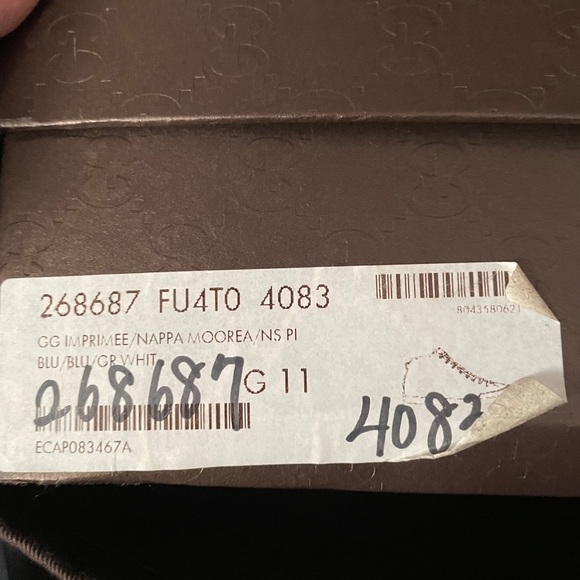 268687 FU4T0 4083
8043580621
GG IMPRIMEE/NAPPA MOOREA/NS PI
BLU/BLU/GR WHIT
268687
G 11
4082
ECAP083467A